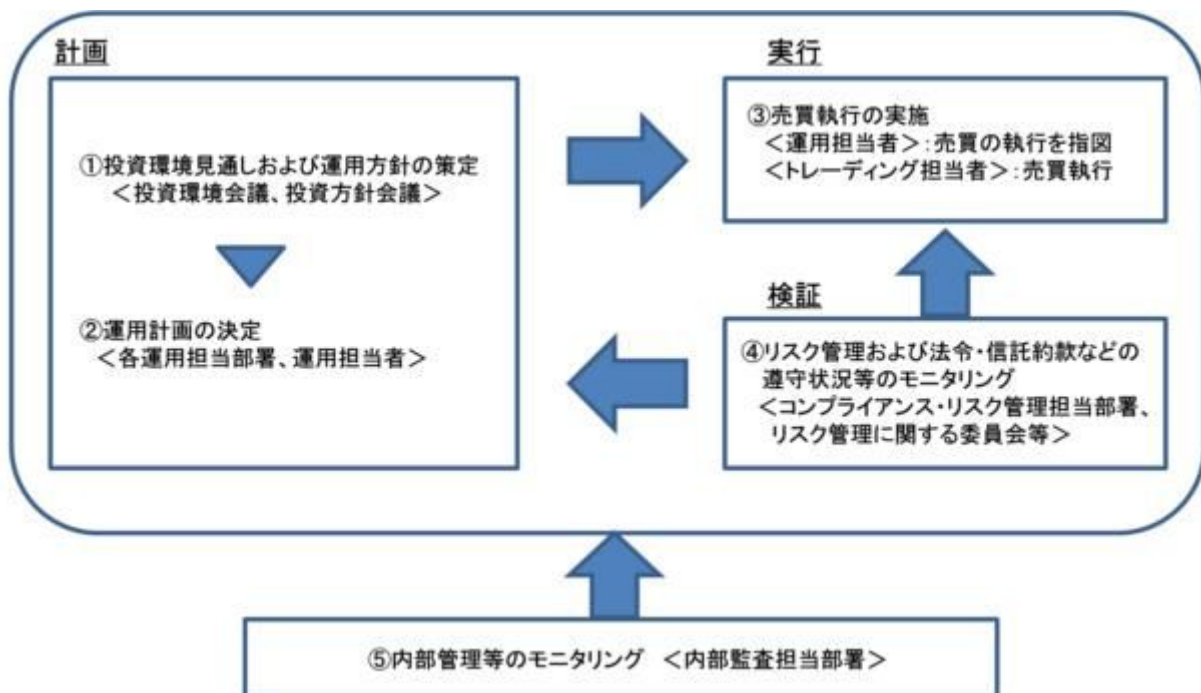 計画
①投資環境見通しおよび運用方針の策定
＜投資環境会議、投資方針会議＞
②運用計画の決定
＜各運用担当部署、運用担当者＞
実行
③売買執行の実施
＜運用担当者＞：売買の執行を指図
＜トレーディング担当者＞：売買執行
検証
④リスク管理および法令・信託約款などの
遵守状況等のモニタリング
＜コンプライアンス・リスク管理担当部署、
リスク管理に関する委員会等＞
⑤内部管理等のモニタリング ＜内部監査担当部署＞